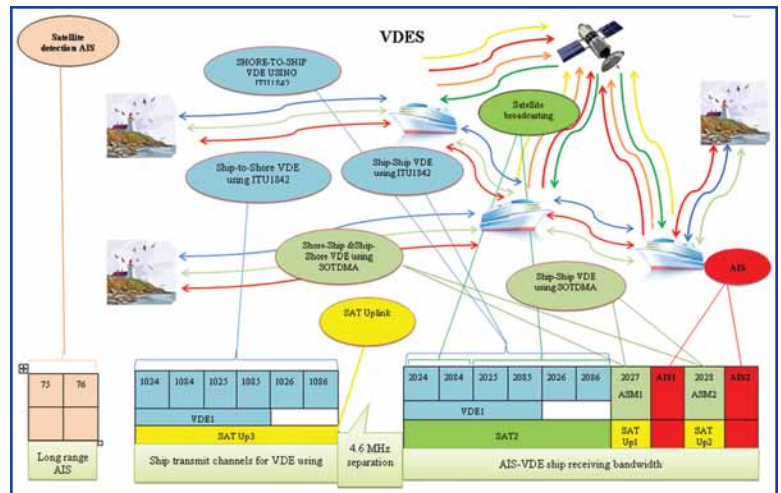 VDES
Satellite
detection AIS
SHORE-TO-SHIP
VDE USING
ITU1842
Satellite
broadcasting
Ship-to-Shore VDE
using ITU1842
Ship-Ship VDE
using ITU1842
Shore-Ship &Ship-
Shore VDE using
SOTDMA
Ship-Ship VDE
using SOTDMA
AIS
SAT Uplink
75 76
1024 1084 1025 1085 1026 1086
2024 2084 2025 2085 2026 2086 2027 AIS1 2028 AIS2
ASM1 ASM2
VDE1 VDE1
SAT Up3 SAT2 SAT
Up1 SAT
Up2
Long range
AIS
Ship transmit channels for VDE using
4.6 MHz
separation
AIS-VDE ship receiving bandwidth